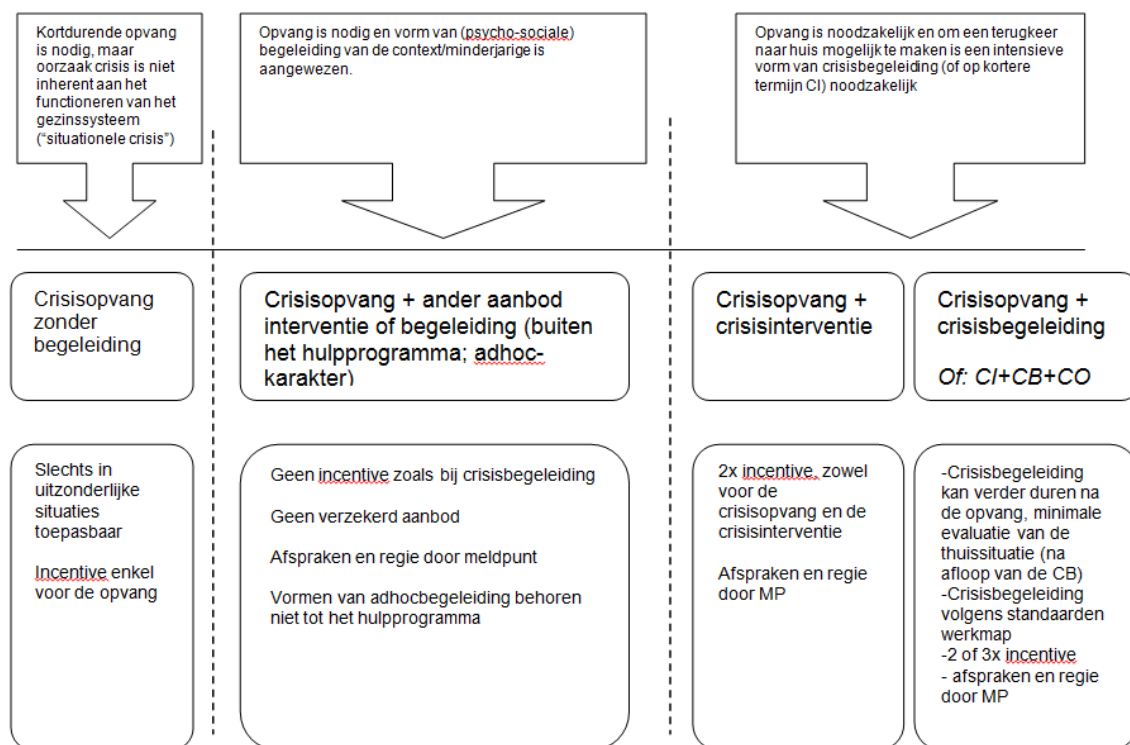 Kortdurende opvang
is nodig, maar
oorzaak crisis is niet
inherent aan het
functioneren van het
gezinssysteem
(“situationele crisis”)
Opvang is nodig en vorm van (psycho-sociale)
begeleiding van de context/minderjarige is
aangewezen.
Opvang is noodzakelijk en om een terugkeer
naar huis mogelijk te maken is een intensieve
vorm van crisisbegeleiding (of op kortere
termijn CI) noodzakelijk
Crisisopvang
zonder
begeleiding
Crisisopvang + ander aanbod
interventie of begeleiding (buiten
het hulpprogramma; adhoc-
karakter)
Crisisopvang +
crisisinterventie
Crisisopvang +
crisisbegeleiding
Of: CI+CB+CO
Slechts in
uitzonderlijke
situaties
toepasbaar
Incentive enkel
voor de opvang
Geen incentive zoals bij crisisbegeleiding
Geen verzekerd aanbod
Afspraken en regie door meldpunt
Vormen van adhocbegeleiding behoren
niet tot het hulpprogramma
2x incentive, zowel
voor de
crisisopvang en de
crisisinterventie
Afspraken en regie
door MP
-Crisisbegeleiding
kan verder duren na
de opvang, minimale
evaluatie van de
thuissituatie (na
afloop van de CB)
-Crisisbegeleiding
volgens standaarden
werkmap
-2 of 3x incentive
- afspraken en regie
door MP